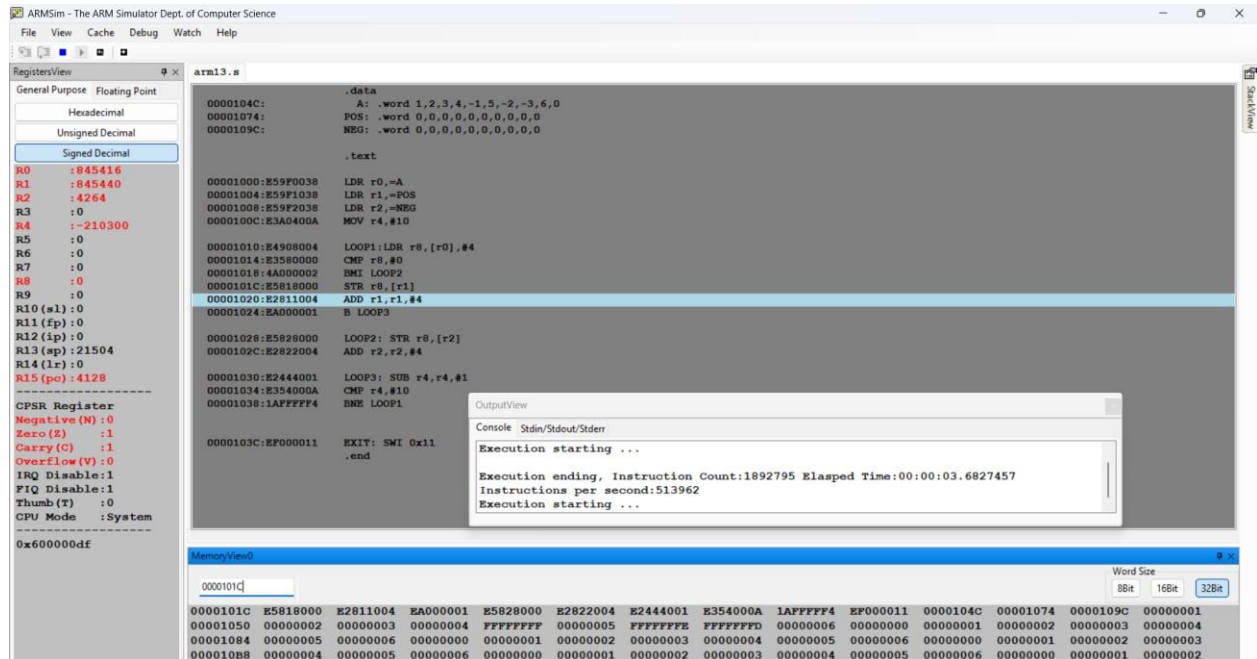 ARMSim - The ARM Simulator Dept. of Computer Science
File View Cache Debug Watch Help
RegistersView
General Purpose Floating Point
Hexadecimal
Unsigned Decimal
Signed Decimal
R0 :845416
R1 :845440
R2 :4264
R3 :0
R4 :-210300
R5 :0
R6 :0
R7 :0
R8 :0
R9 :0
R10(sl):0
R11(fp):0
R12(ip):0
R13(sp):21504
R14(lr):0
R15(pc):4128
--------------------
CPSR Register
Negative(N):0
Zero(Z) :1
Carry(C) :1
Overflow(V):0
IRQ Disable:1
FIQ Disable:1
Thumb(T) :0
CPU Mode :System
--------------------
0x600000df
arm13.s
.data
0000104C: A: .word 1,2,3,4,-1,5,-2,-3,6,0
00001074: POS: .word 0,0,0,0,0,0,0,0,0,0
0000109C: NEG: .word 0,0,0,0,0,0,0,0,0,0
.text
00001000:E59F0038 LDR r0,=A
00001004:E59F1038 LDR r1,=POS
00001008:E59F2038 LDR r2,=NEG
0000100C:E3A0400A MOV r4,#10
00001010:E4908004 LOOP1:LDR r8,[r0],#4
00001014:E3580000 CMP r8,#0
00001018:4A000002 BMI LOOP2
0000101C:E5818000 STR r8,[r1]
00001020:E2811004 ADD r1,r1,#4
00001024:EA000001 B LOOP3
00001028:E5828000 LOOP2: STR r8,[r2]
0000102C:E2822004 ADD r2,r2,#4
00001030:E2444001 LOOP3: SUB r4,r4,#1
00001034:E354000A CMP r4,#10
00001038:1AFFFFF4 BNE LOOP1
0000103C:EF000011 EXIT: SWI 0x11
.end
StackView
OutputView
Console Stdin/Stdout/Stderr
Execution starting ...
Execution ending, Instruction Count:1892795 Elasped Time:00:00:03.6827457
Instructions per second:513962
Execution starting ...
MemoryView0
0000101C
Word Size
8Bit 16Bit 32Bit
0000101C E5818000 E2811004 EA000001 E5828000 E2822004 E2444001 E354000A 1AFFFFF4 EF000011 0000104C 00001074 0000109C 00000001
00001050 00000002 00000003 00000004 FFFFFFFF 00000005 FFFFFFFE FFFFFFFD 00000006 00000000 00000001 00000002 00000003 00000004
00001084 00000005 00000006 00000000 00000001 00000002 00000003 00000004 00000005 00000006 00000000 00000001 00000002 00000003
000010B8 00000004 00000005 00000006 00000000 00000001 00000002 00000003 00000004 00000005 00000006 00000000 00000001 00000002